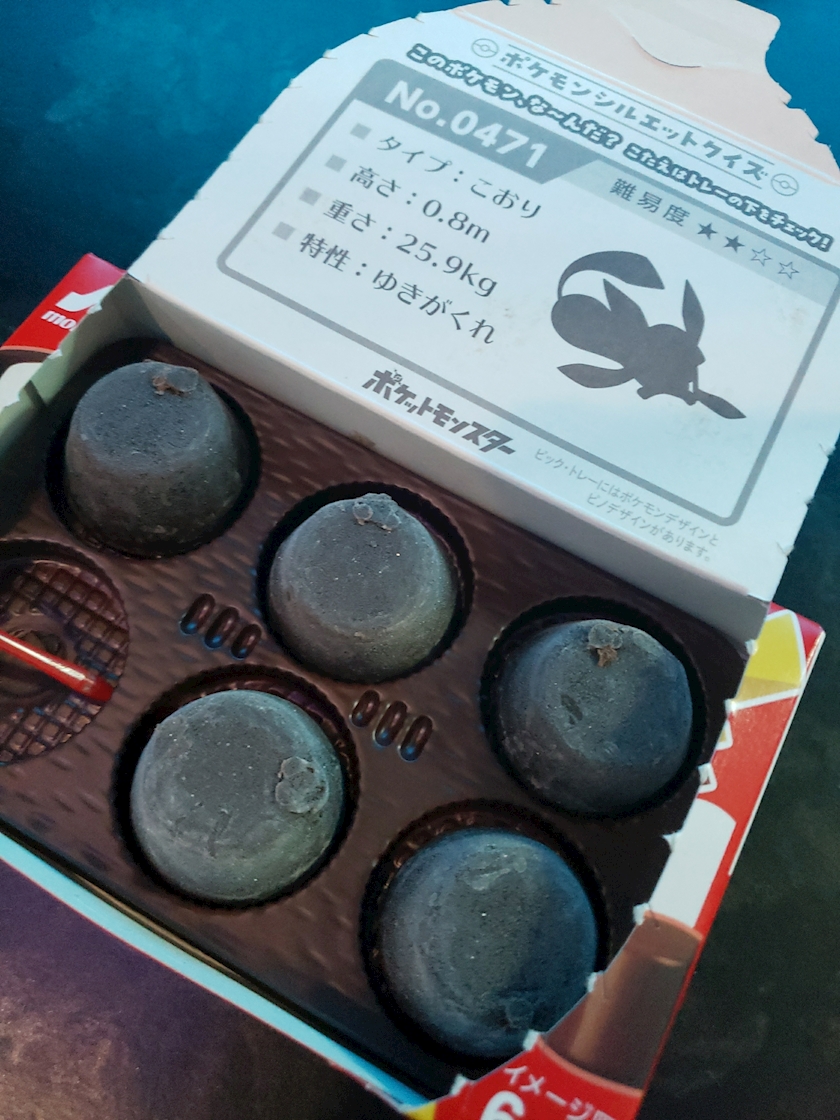 ポケモンシルエットクイズ
このポケモン、な〜んだ? こたえはトレーの下をチェック!
No.0471
難易度 ★★☆☆
タイプ:こおり
高さ:0.8m
重さ:25.9kg
特性:ゆきがくれ
ポケットモンスター
ピック・トレーにはポケモンデザインと
ピノデザインがあります。
mo
イメージ
6